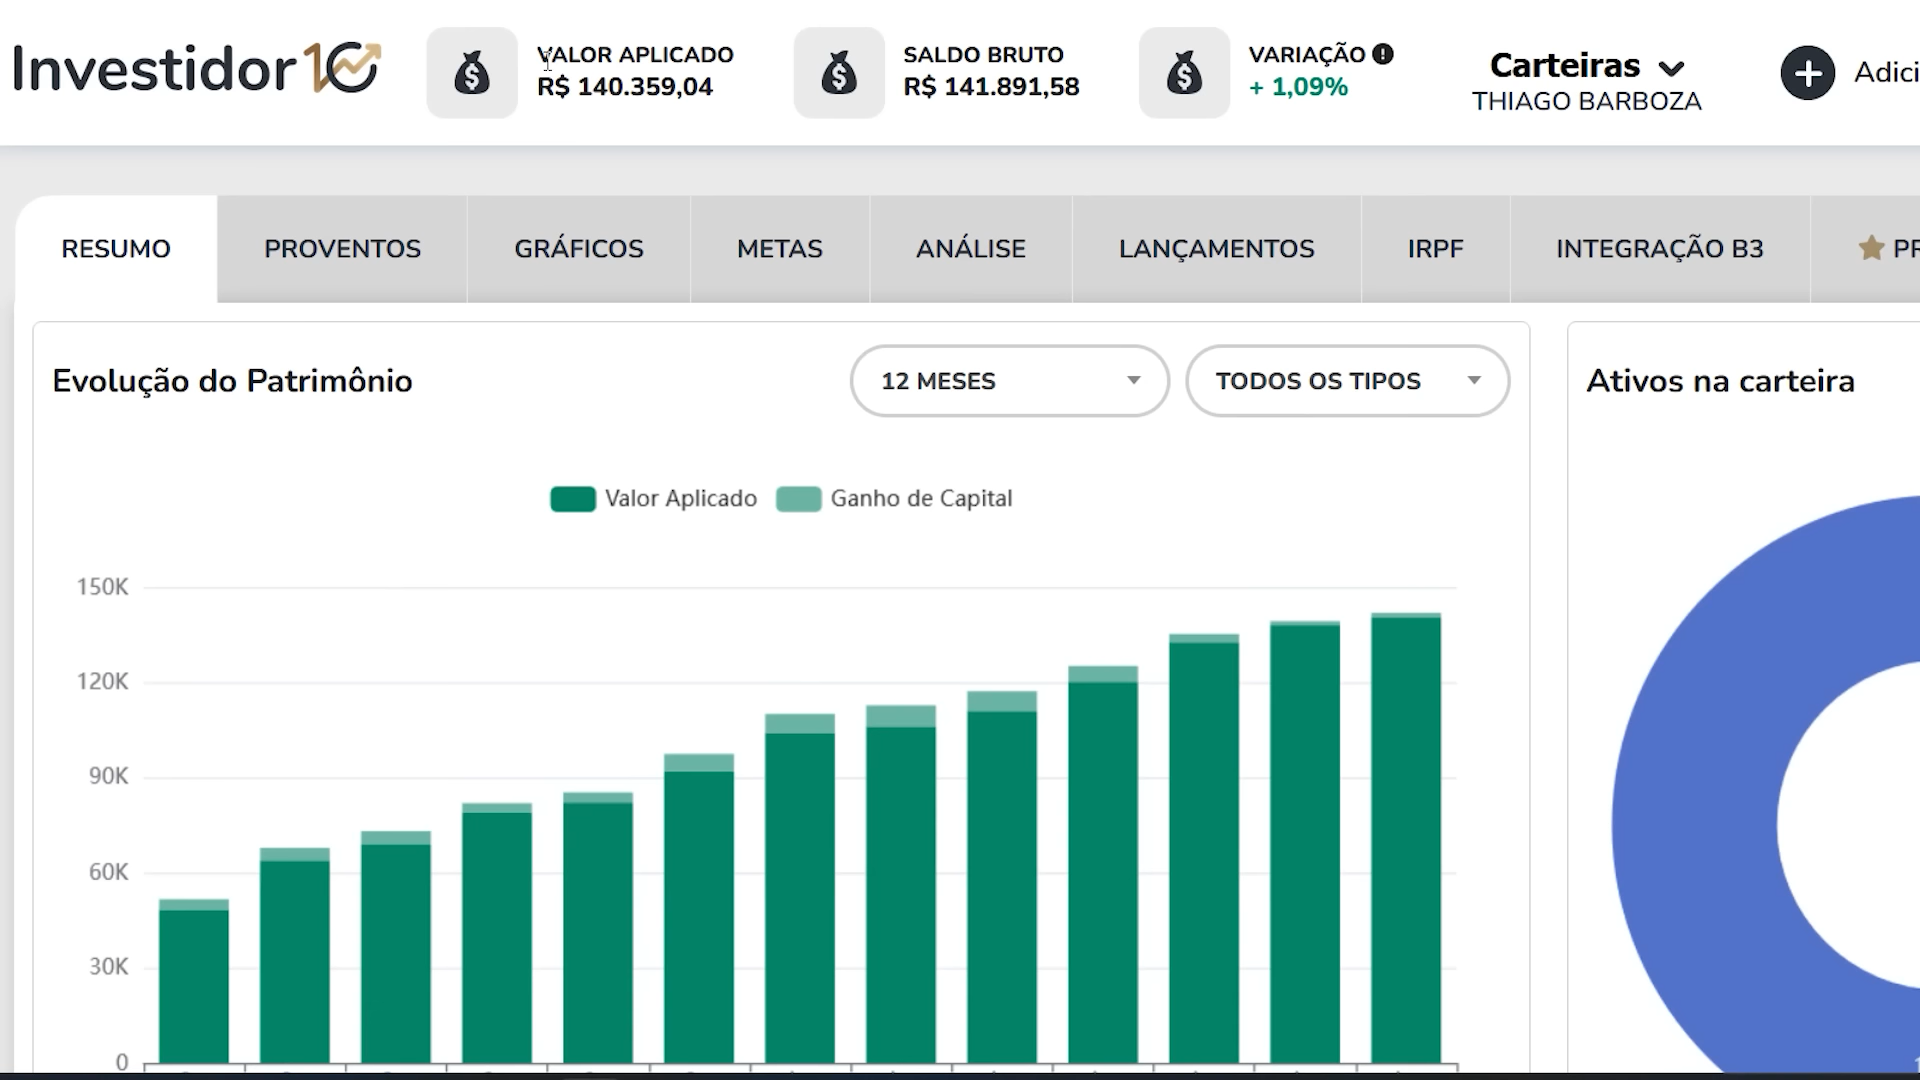 Investidor10
VALOR APLICADO
R$ 140.359,04
SALDO BRUTO
R$ 141.891,58
VARIAÇÃO
+ 1,09%
Carteiras
THIAGO BARBOZA
Adici
RESUMO
PROVENTOS
GRÁFICOS
METAS
ANÁLISE
LANÇAMENTOS
IRPF
INTEGRAÇÃO B3
PR
Evolução do Patrimônio
12 MESES
TODOS OS TIPOS
Ativos na carteira
Valor Aplicado
Ganho de Capital
150K
120K
90K
60K
30K
0